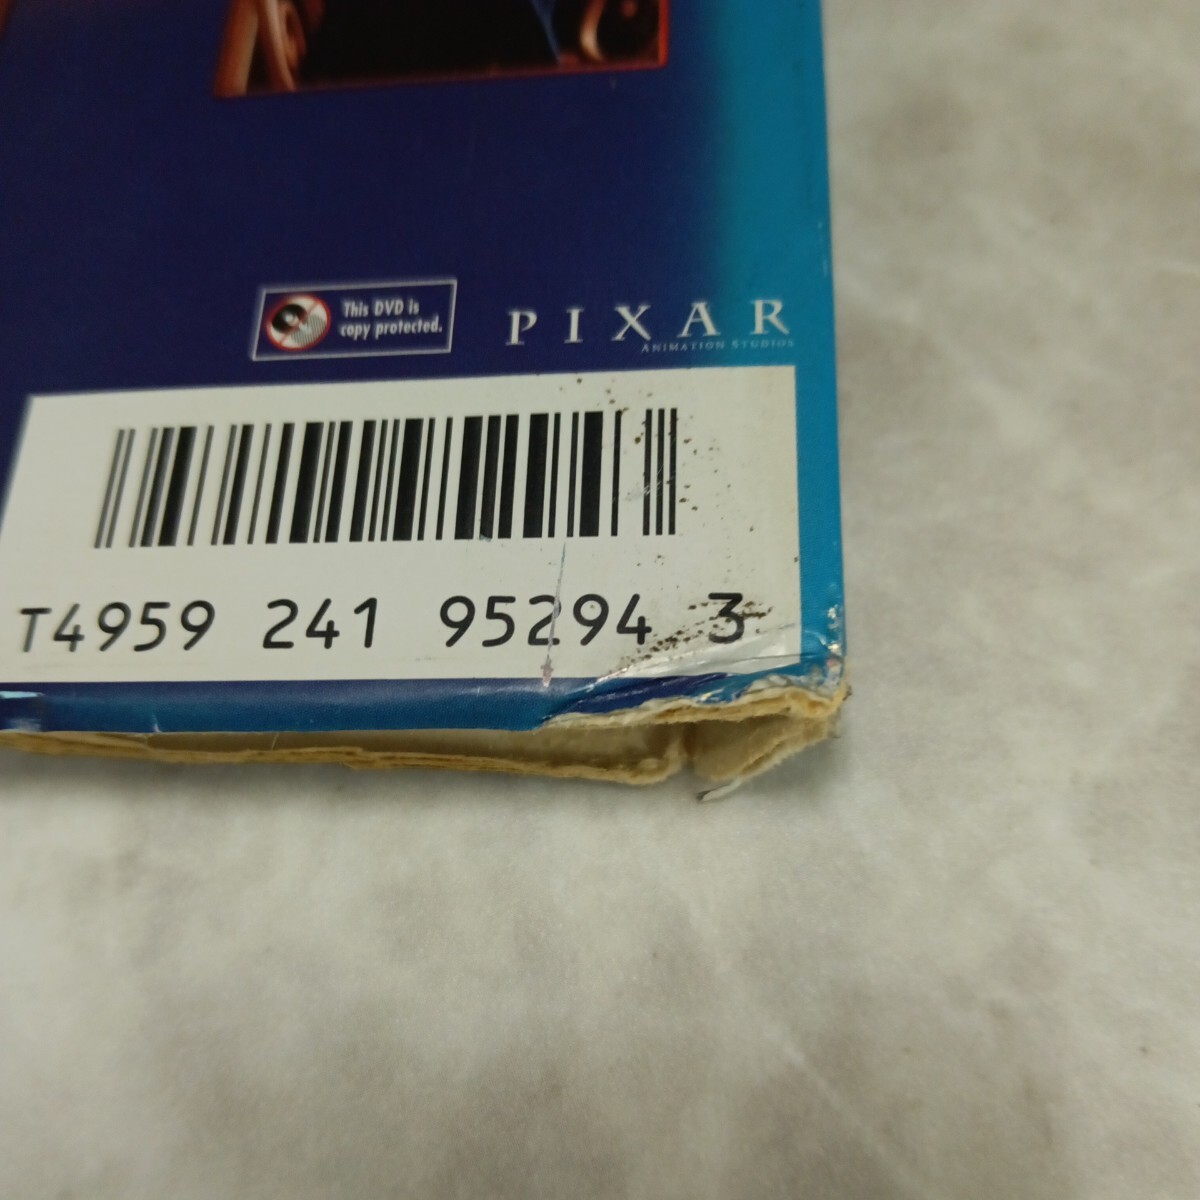 This DVD is
copy protected.
PIXAR
ANIMATION STUDIOS
T4959 241 95294 3